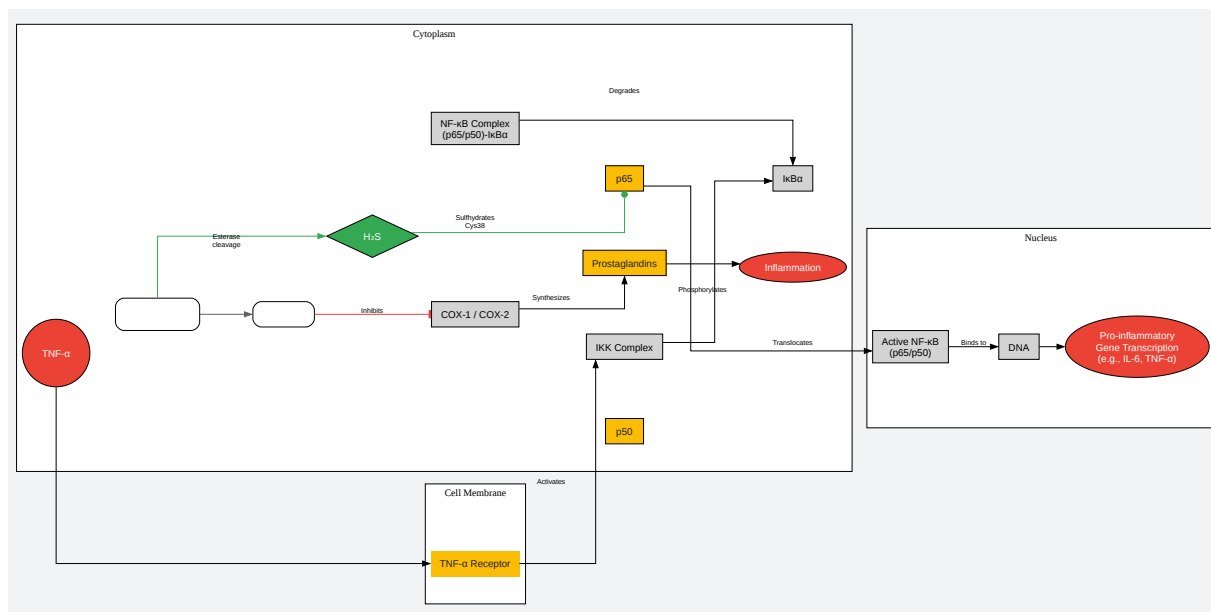 Cytoplasm
Degrades
NF-κB Complex
(p65/p50)-IκBα
p65
IκBα
Sulfhydrates
Cys38
H₂S
Esterase
cleavage
Nucleus
Prostaglandins
Inflammation
Phosphorylates
Synthesizes
Inhibits
COX-1 / COX-2
TNF-α
IKK Complex
Translocates
Active NF-κB
(p65/p50)
Binds to
DNA
Pro-inflammatory
Gene Transcription
(e.g., IL-6, TNF-α)
p50
Activates
Cell Membrane
TNF-α Receptor